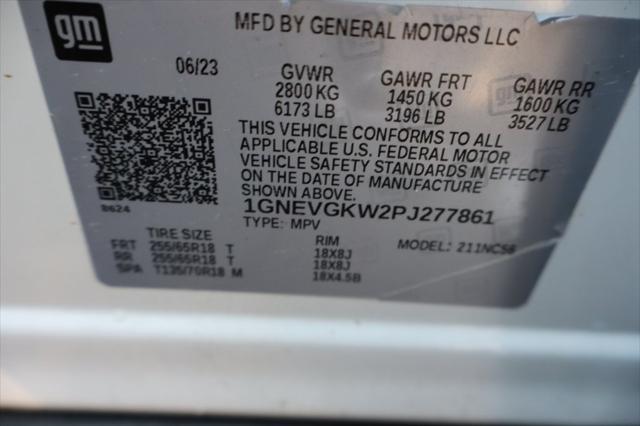 gm
MFD BY GENERAL MOTORS LLC
06/23 GVWR GAWR FRT GAWR RR
2800 KG 1450 KG 1600 KG
6173 LB 3196 LB 3527 LB
THIS VEHICLE CONFORMS TO ALL
APPLICABLE U.S. FEDERAL MOTOR
VEHICLE SAFETY STANDARDS IN EFFECT
ON THE DATE OF MANUFACTURE
SHOWN ABOVE.
8624
1GNEVGKW2PJ277861
TYPE: MPV
TIRE SIZE RIM MODEL: 211NC56
FRT 255/65R18 T 18X8J
RR 255/65R18 T 18X8J
SPA T135/70R18 M 18X4.5B